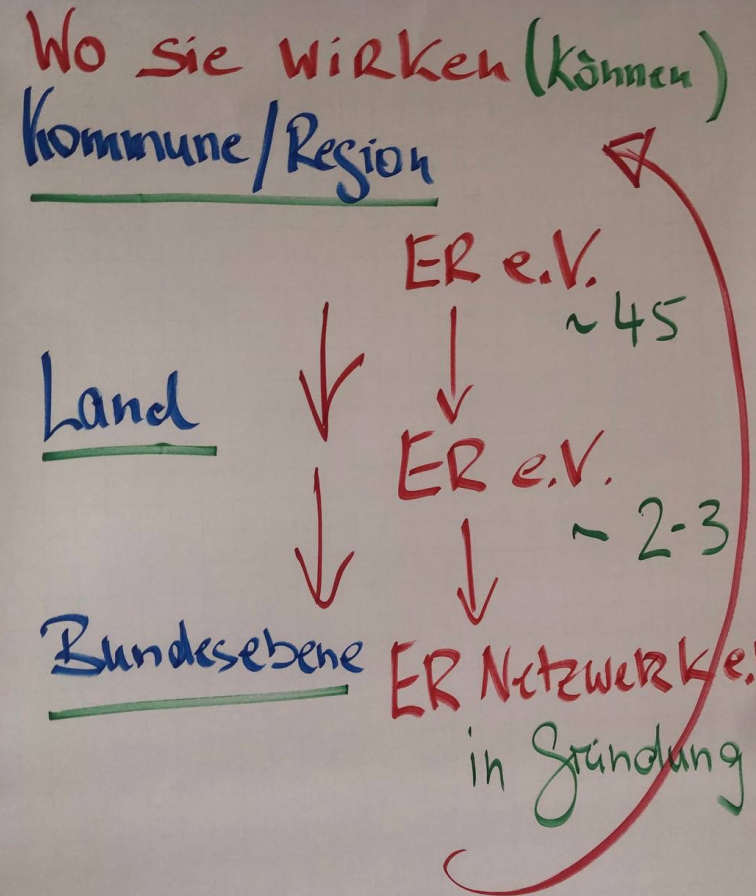 Wo sie wirken (können)
Kommune/Region
ER e.V.
~ 45
Land
ER e.V.
~ 2-3
Bundesebene ER Netzwerk e.
in Gründung